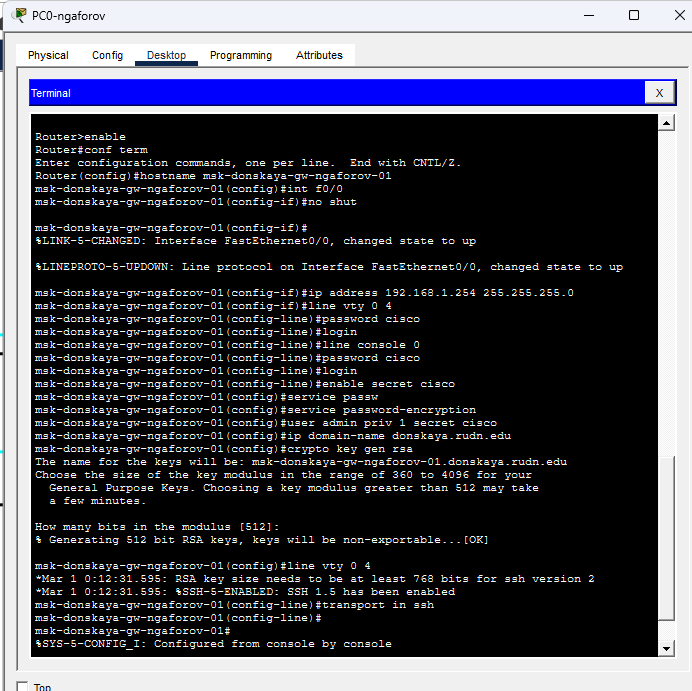 PC0-ngaforov
Physical Config Desktop Programming Attributes
Terminal
X
Router>enable
Router#conf term
Enter configuration commands, one per line.  End with CNTL/Z.
Router(config)#hostname msk-donskaya-gw-ngaforov-01
msk-donskaya-gw-ngaforov-01(config)#int f0/0
msk-donskaya-gw-ngaforov-01(config-if)#no shut
msk-donskaya-gw-ngaforov-01(config-if)#
%LINK-5-CHANGED: Interface FastEthernet0/0, changed state to up
%LINEPROTO-5-UPDOWN: Line protocol on Interface FastEthernet0/0, changed state to up
msk-donskaya-gw-ngaforov-01(config-if)#ip address 192.168.1.254 255.255.255.0
msk-donskaya-gw-ngaforov-01(config-if)#line vty 0 4
msk-donskaya-gw-ngaforov-01(config-line)#password cisco
msk-donskaya-gw-ngaforov-01(config-line)#login
msk-donskaya-gw-ngaforov-01(config-line)#line console 0
msk-donskaya-gw-ngaforov-01(config-line)#password cisco
msk-donskaya-gw-ngaforov-01(config-line)#login
msk-donskaya-gw-ngaforov-01(config-line)#enable secret cisco
msk-donskaya-gw-ngaforov-01(config)#service passw
msk-donskaya-gw-ngaforov-01(config)#service password-encryption
msk-donskaya-gw-ngaforov-01(config)#user admin priv 1 secret cisco
msk-donskaya-gw-ngaforov-01(config)#ip domain-name donskaya.rudn.edu
msk-donskaya-gw-ngaforov-01(config)#crypto key gen rsa
The name for the keys will be: msk-donskaya-gw-ngaforov-01.donskaya.rudn.edu
Choose the size of the key modulus in the range of 360 to 4096 for your
General Purpose Keys. Choosing a key modulus greater than 512 may take
a few minutes.
How many bits in the modulus [512]:
% Generating 512 bit RSA keys, keys will be non-exportable...[OK]
msk-donskaya-gw-ngaforov-01(config)#line vty 0 4
*Mar 1 0:12:31.595: RSA key size needs to be at least 768 bits for ssh version 2
*Mar 1 0:12:31.595: %SSH-5-ENABLED: SSH 1.5 has been enabled
msk-donskaya-gw-ngaforov-01(config-line)#transport in ssh
msk-donskaya-gw-ngaforov-01(config-line)#
msk-donskaya-gw-ngaforov-01#
%SYS-5-CONFIG_I: Configured from console by console
Top